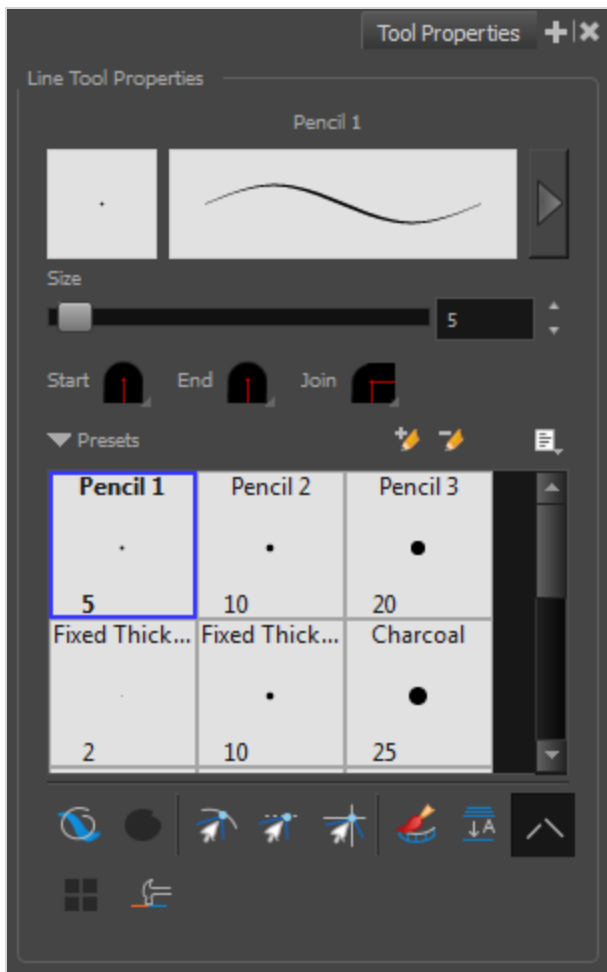 Tool Properties
Line Tool Properties
Pencil 1
Size
5
Start End Join
Presets
Pencil 1 Pencil 2 Pencil 3
5 10 20
Fixed Thick... Fixed Thick... Charcoal
2 10 25
A